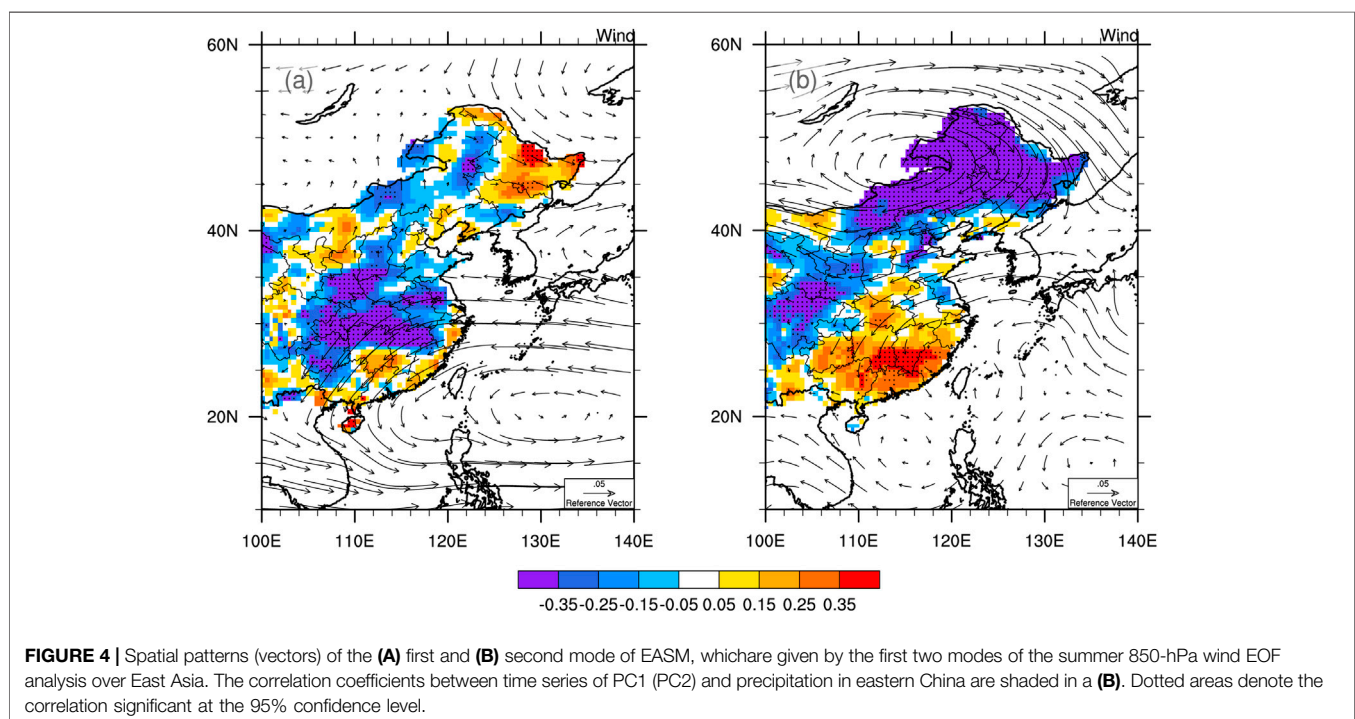 Wind
Wind
60N
60N
(a)
(b)
40N
40N
20N
20N
.05
Reference Vector
.05
Reference Vector
100E 110E 120E 130E 140E
100E 110E 120E 130E 140E
-0.35 -0.25 -0.15 -0.05 0.05 0.15 0.25 0.35
FIGURE 4 | Spatial patterns (vectors) of the (A) first and (B) second mode of EASM, whichare given by the first two modes of the summer 850-hPa wind EOF
analysis over East Asia. The correlation coefficients between time series of PC1 (PC2) and precipitation in eastern China are shaded in a (B). Dotted areas denote the
correlation significant at the 95% confidence level.